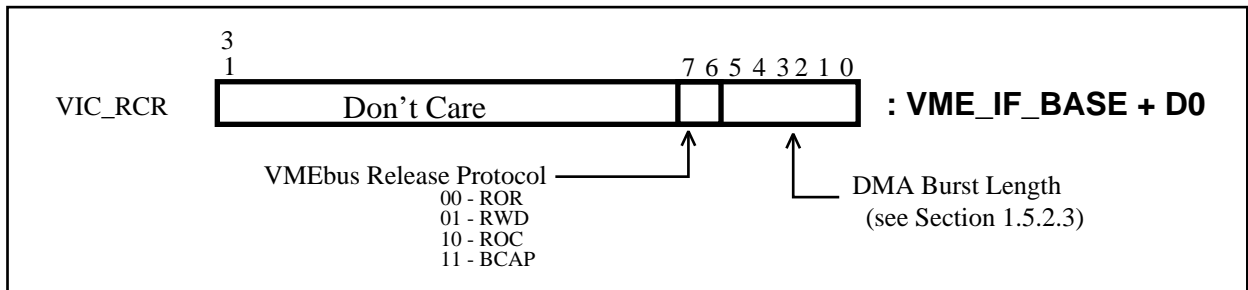 3
1 7 6 5 4 3 2 1 0
VIC_RCR Don't Care : VME_IF_BASE + D0
VMEbus Release Protocol
00 - ROR
01 - RWD
10 - ROC
11 - BCAP
DMA Burst Length
(see Section 1.5.2.3)